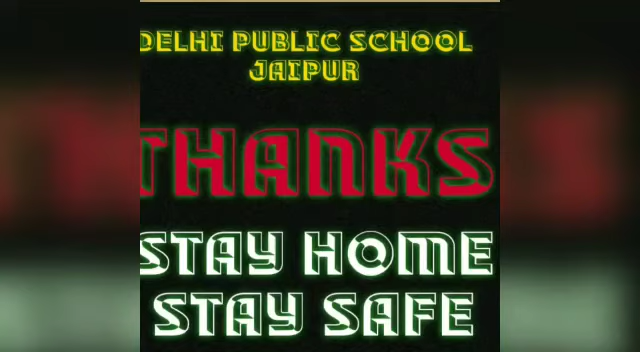 DELHI PUBLIC SCHOOL
JAIPUR
THANKS
STAY HOME
STAY SAFE